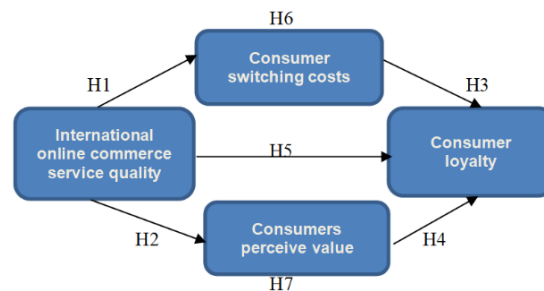 H6
Consumer
switching costs
H1
H3
International
online commerce
service quality
H5
Consumer
loyalty
H2
Consumers
perceive value
H4
H7